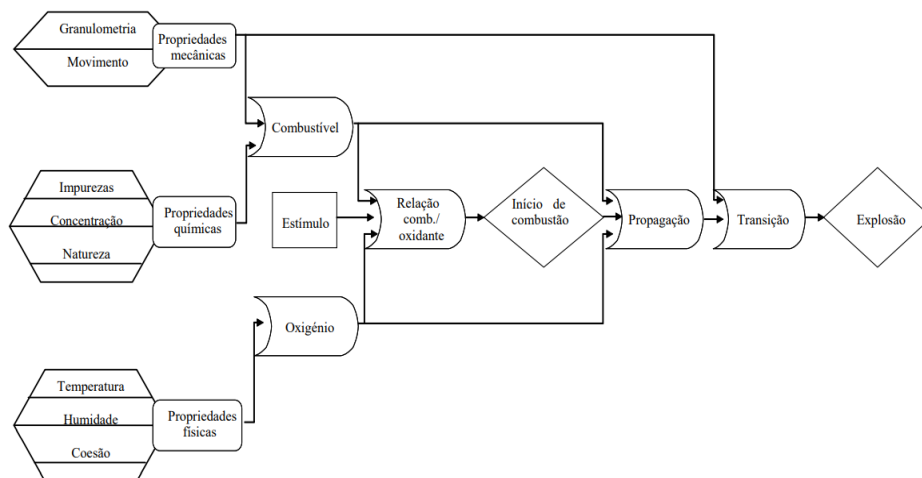 Granulometria
Movimento
Propriedades
mecânicas
Combustível
Impurezas
Concentração
Natureza
Propriedades
químicas
Estímulo
Relação
comb./
oxidante
Início de
combustão
Propagação
Transição
Explosão
Oxigénio
Temperatura
Humidade
Coesão
Propriedades
físicas